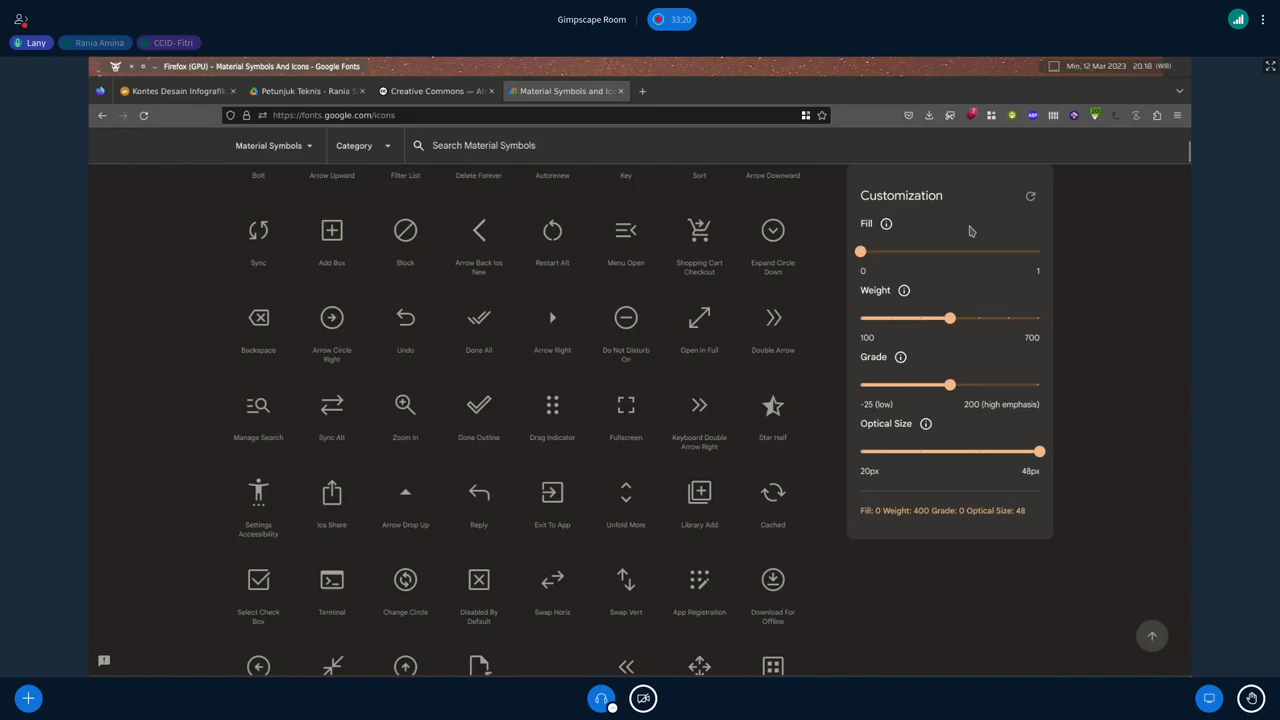 Gimpscape Room
33:20
Lany
Rania Amina
CCID- Fitri
Firefox (GPU) — Material Symbols And Icons - Google Fonts
Min, 12 Mar 2023 20.18 (WIB)
Kontes Desain Infografik
Petunjuk Teknis - Rania S
Creative Commons — At
Material Symbols and Ico
https://fonts.google.com/icons
Material Symbols
Category
Search Material Symbols
Bolt
Arrow Upward
Filter List
Delete Forever
Autorenew
Key
Sort
Arrow Downward
Customization
Fill
0
1
Weight
100
700
Grade
-25 (low)
200 (high emphasis)
Optical Size
20px
48px
Fill: 0 Weight: 400 Grade: 0 Optical Size: 48
Sync
Add Box
Block
Arrow Back Ios
New
Restart Alt
Menu Open
Shopping Cart
Checkout
Expand Circle
Down
Backspace
Arrow Circle
Right
Undo
Done All
Arrow Right
Do Not Disturb
On
Open In Full
Double Arrow
Manage Search
Sync Alt
Zoom In
Done Outline
Drag Indicator
Fullscreen
Keyboard Double
Arrow Right
Star Half
Settings
Accessibility
Ios Share
Arrow Drop Up
Reply
Exit To App
Unfold More
Library Add
Cached
Select Check
Box
Terminal
Change Circle
Disabled By
Default
Swap Horiz
Swap Vert
App Registration
Download For
Offline